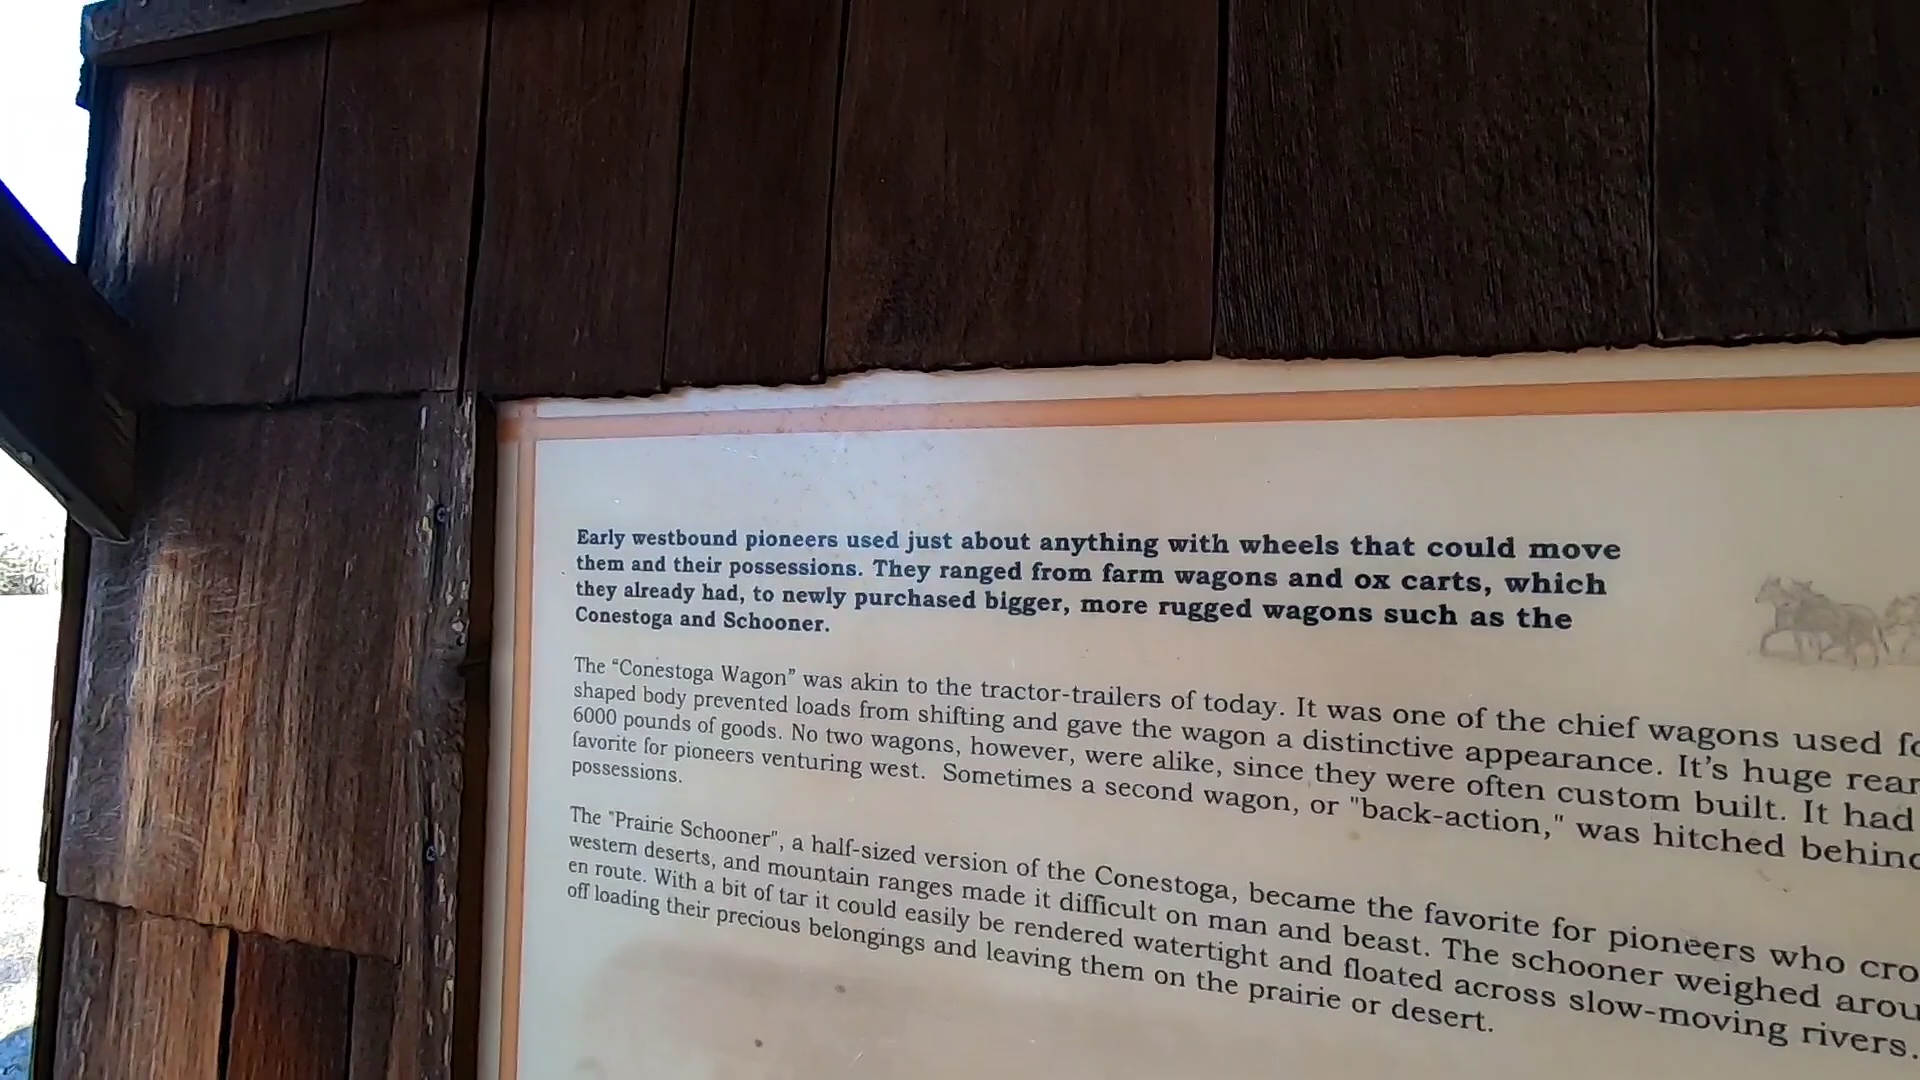 Early westbound pioneers used just about anything with wheels that could move
them and their possessions. They ranged from farm wagons and ox carts, which
they already had, to newly purchased bigger, more rugged wagons such as the
Conestoga and Schooner.
The “Conestoga Wagon” was akin to the tractor-trailers of today. It was one of the chief wagons used
shaped body prevented loads from shifting and gave the wagon a distinctive appearance. It's huge rear
6000 pounds of goods. No two wagons, however, were alike, since they were often custom built. It had
favorite for pioneers venturing west. Sometimes a second wagon, or "back-action," was hitched behind
possessions.
The "Prairie Schooner", a half-sized version of the Conestoga, became the favorite for pioneers who
western deserts, and mountain ranges made it difficult on man and beast. The schooner weighed
en route. With a bit of tar it could easily be rendered watertight and floated across slow-moving rivers.
off loading their precious belongings and leaving them on the prairie or desert.